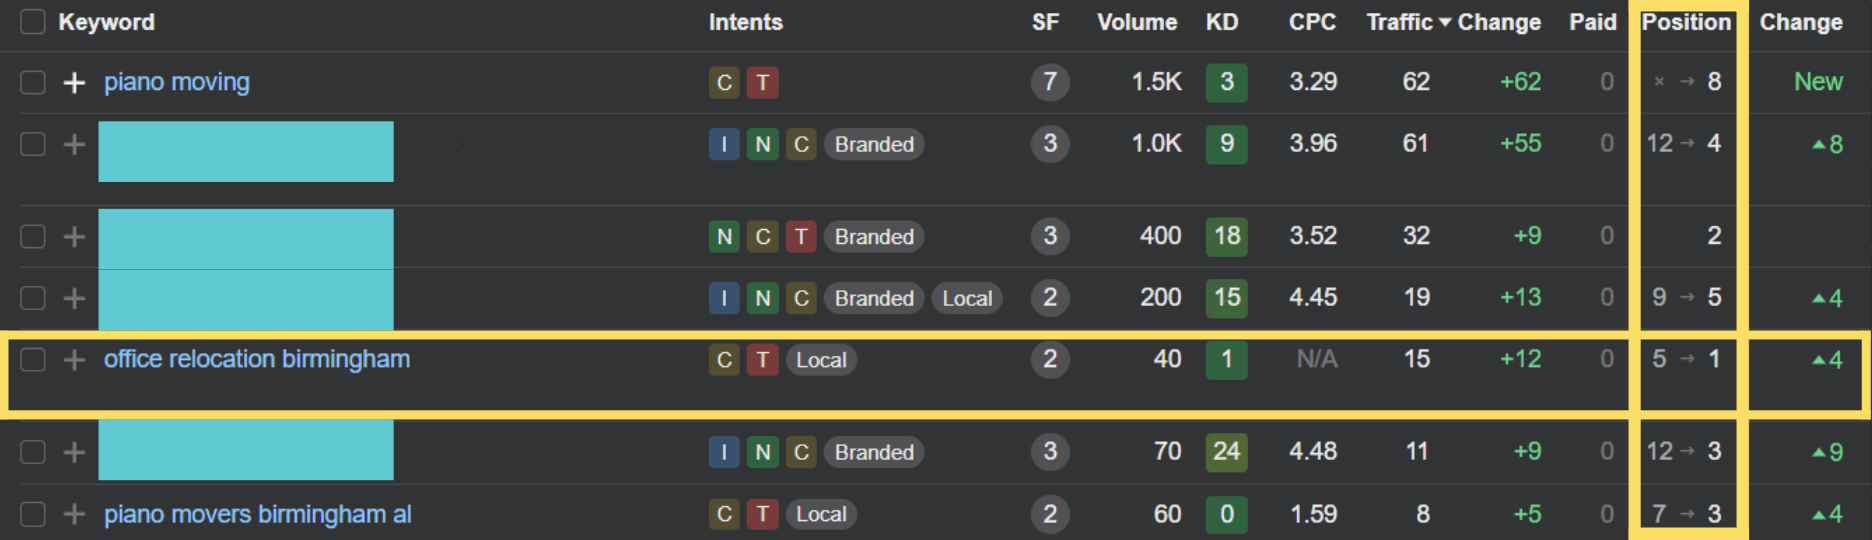 Keyword Intents SF Volume KD CPC Traffic Change Paid Position Change
piano moving C T 7 1.5K 3 3.29 62 +62 0 × → 8 New
I N C Branded 3 1.0K 9 3.96 61 +55 0 12 → 4 ▲8
N C T Branded 3 400 18 3.52 32 +9 0 2
I N C Branded Local 2 200 15 4.45 19 +13 0 9 → 5 ▲4
office relocation birmingham C T Local 2 40 1 N/A 15 +12 0 5 → 1 ▲4
I N C Branded 3 70 24 4.48 11 +9 0 12 → 3 ▲9
piano movers birmingham al C T Local 2 60 0 1.59 8 +5 0 7 → 3 ▲4